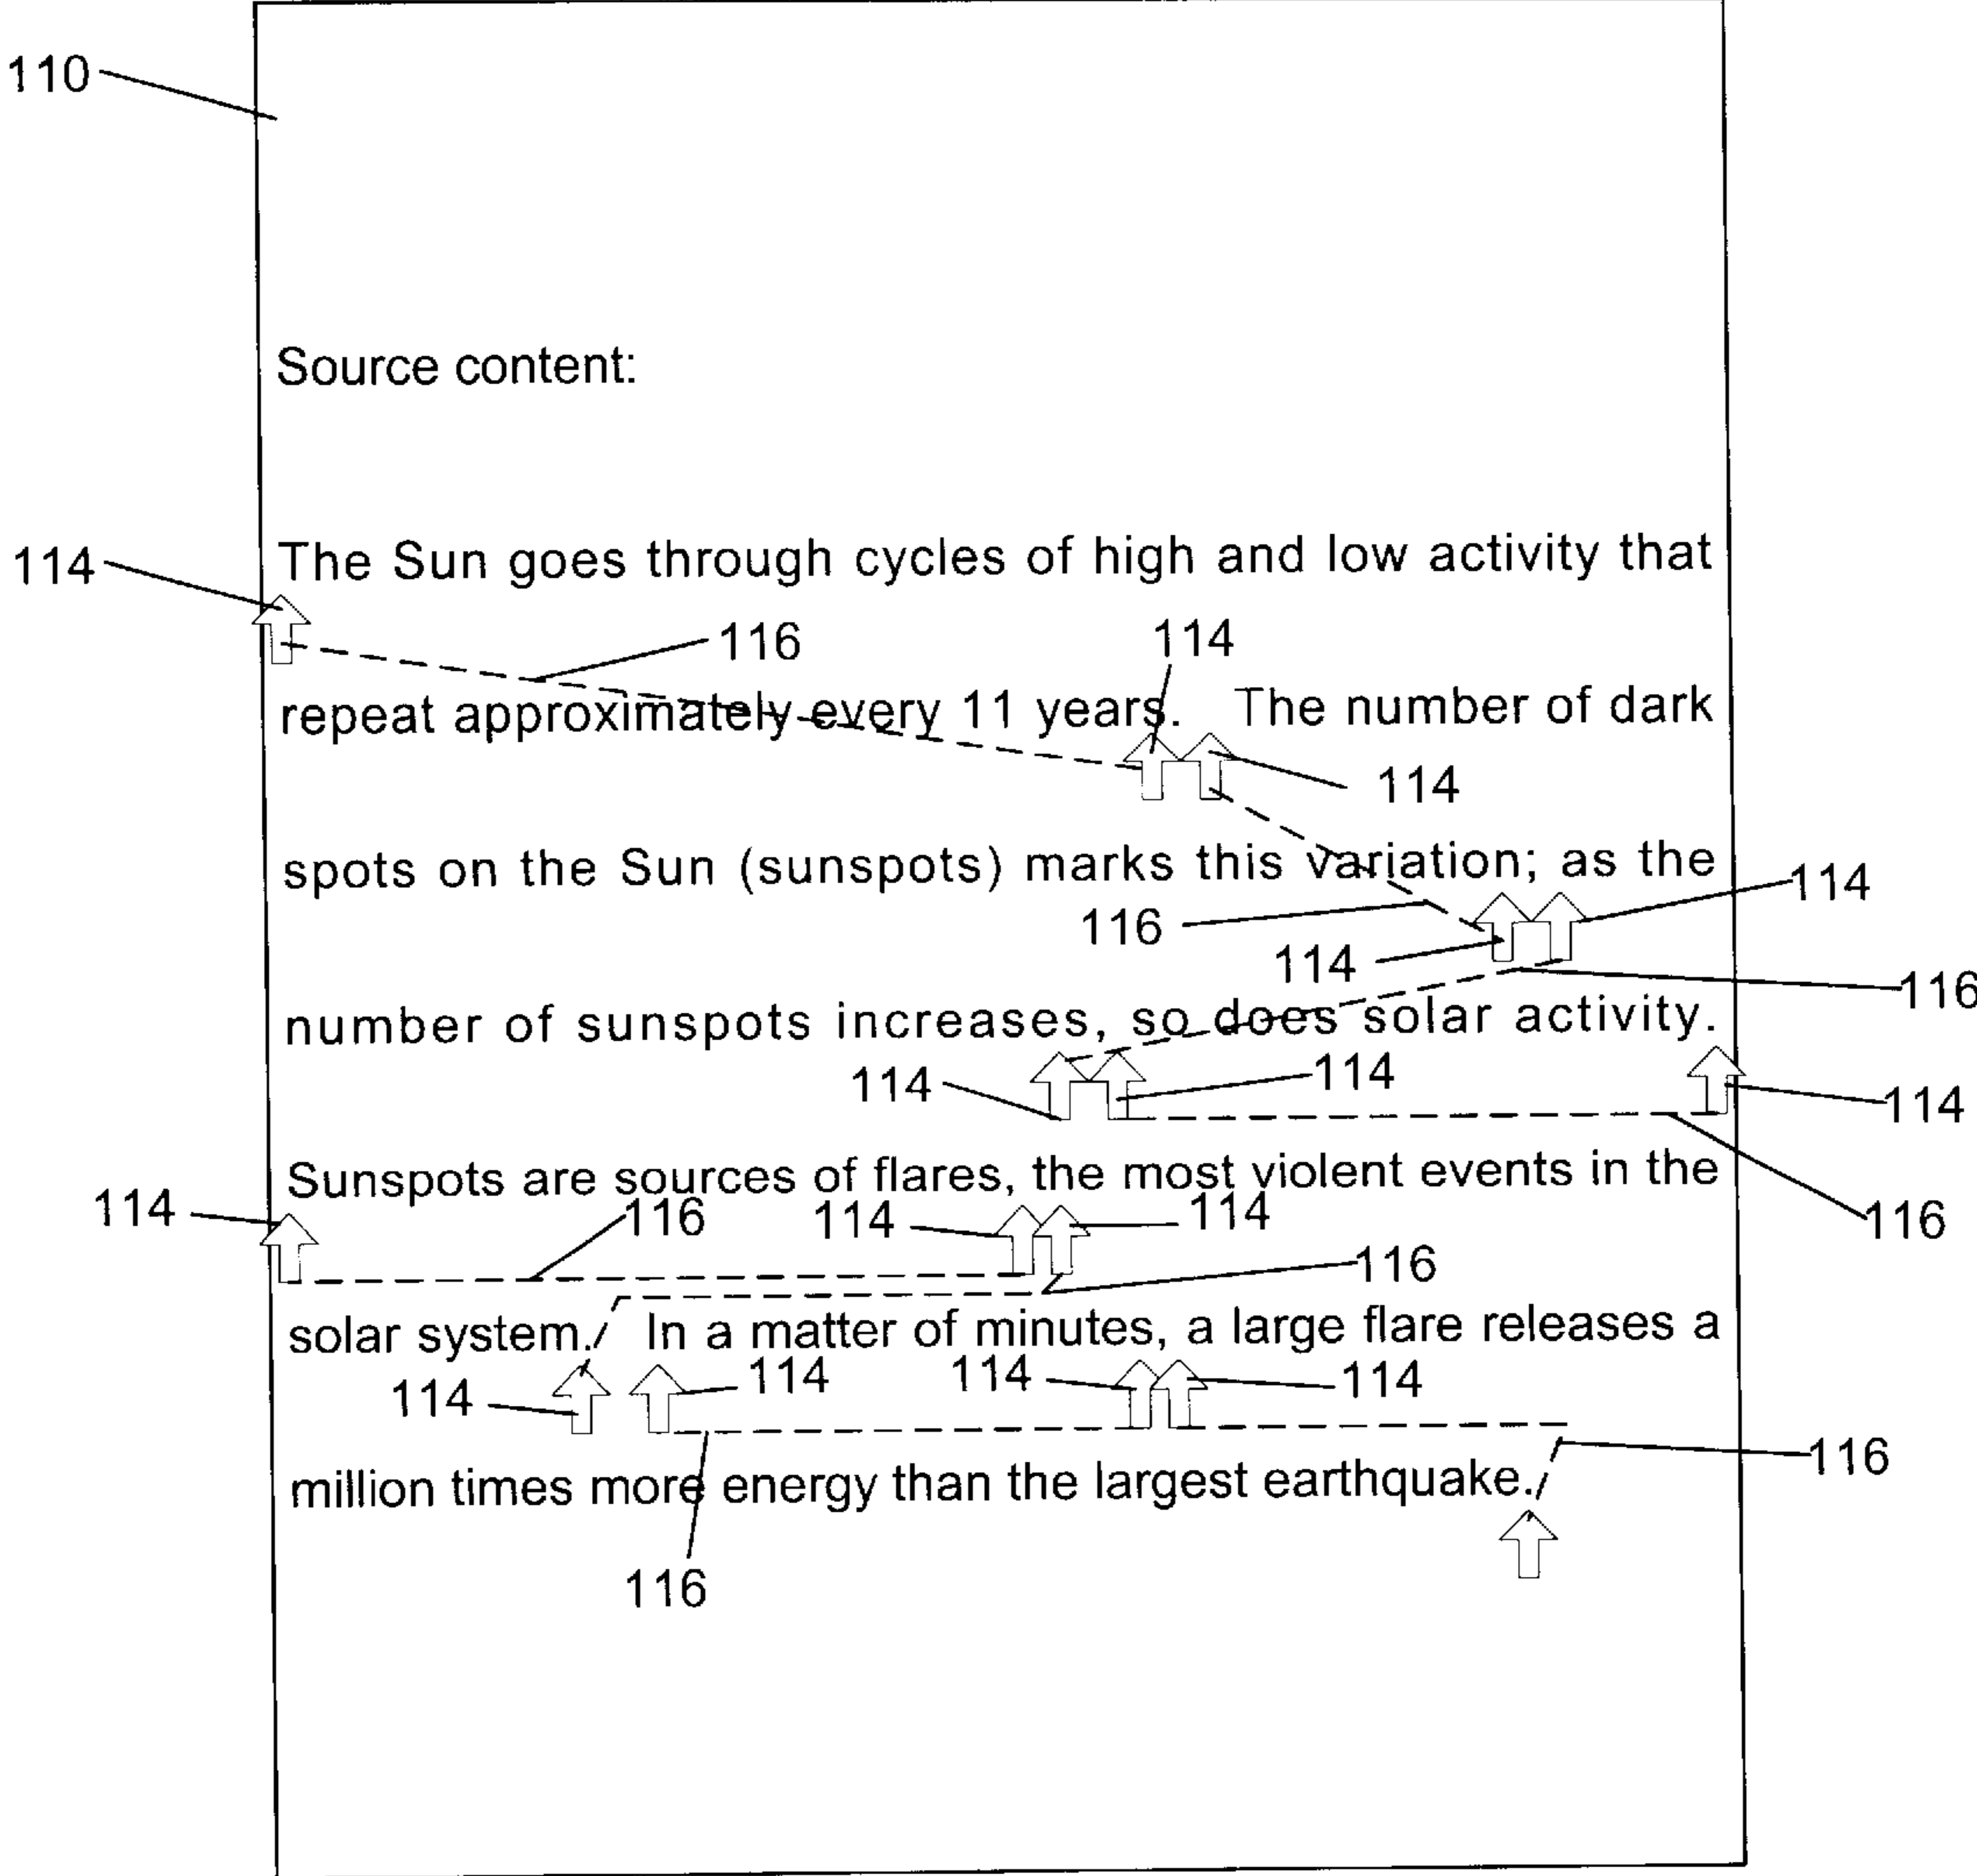 110
Source content:
114 The Sun goes through cycles of high and low activity that
116 114
repeat approximately every 11 years. The number of dark
114
spots on the Sun (sunspots) marks this variation; as the 114
116 114
116
number of sunspots increases, so does solar activity.
114 114 114
Sunspots are sources of flares, the most violent events in the
114 116 114 114 116
116
solar system. In a matter of minutes, a large flare releases a
114 114 114 114
116
million times more energy than the largest earthquake.
116